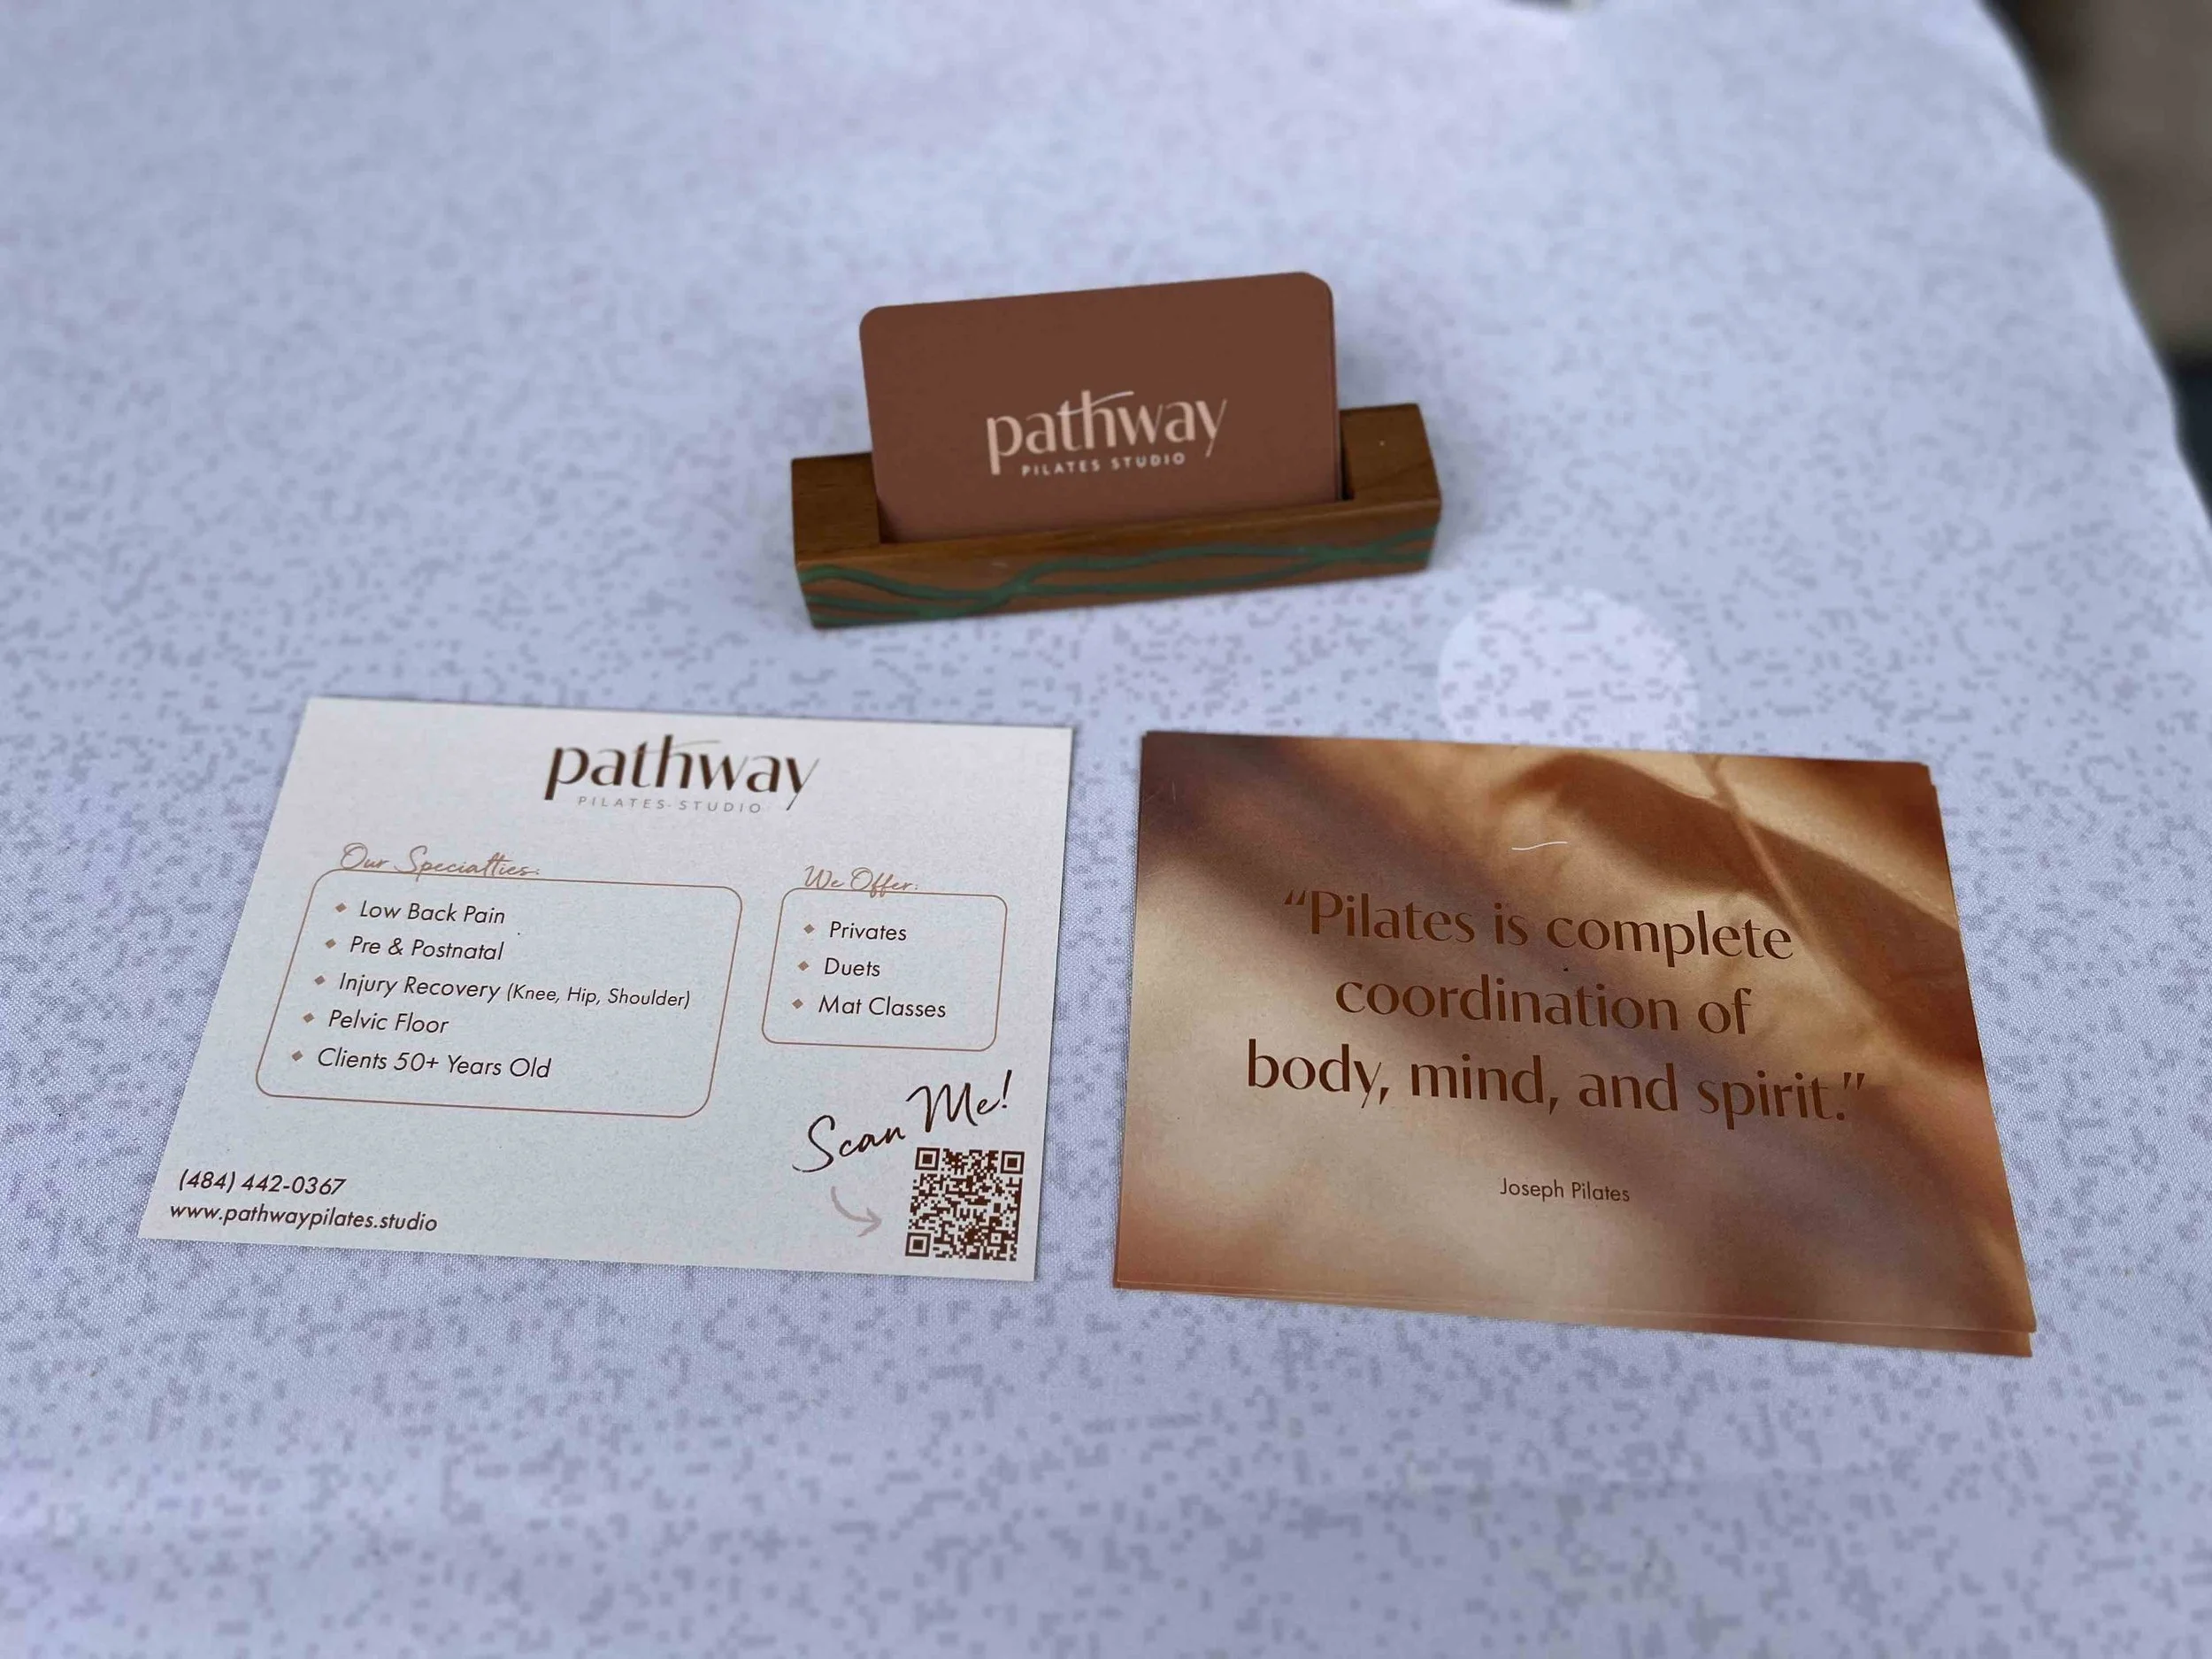 pathway
PILATES STUDIO
pathway
PILATES STUDIO
Our Specialties:
Low Back Pain
Pre & Postnatal
Injury Recovery (Knee, Hip, Shoulder)
Pelvic Floor
Clients 50+ Years Old
We Offer:
Privates
Duets
Mat Classes
Scan Me!
(484) 442-0367
www.pathwaypilates.studio
“Pilates is complete
coordination of
body, mind, and spirit.”
Joseph Pilates